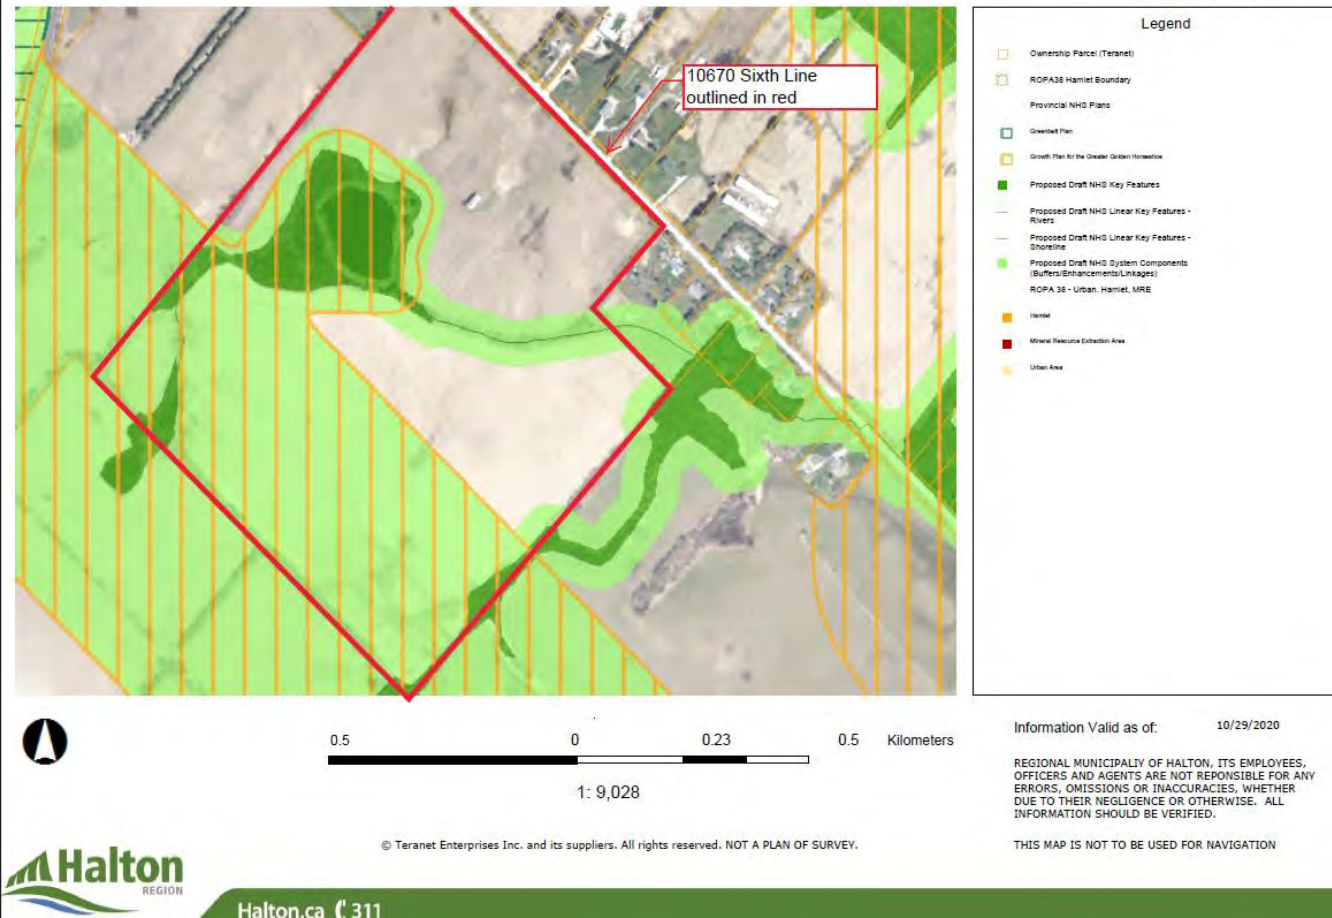 10670 Sixth Line
outlined in red
Legend
Ownership Parcel (Teranet)
ROPA38 Hamlet Boundary
Provincial NHS Plans
Greenbelt Plan
Growth Plan for the Greater Golden Horseshoe
Proposed Draft NHS Key Features
Proposed Draft NHS Linear Key Features -
Rivers
Proposed Draft NHS Linear Key Features -
Shoreline
Proposed Draft NHS System Components
(Buffers/Enhancements/Linkages)
ROPA 38 - Urban, Hamlet, MRE
Hamlet
Mineral Resource Extraction Area
Urban Area
0.5 0 0.23 0.5 Kilometers
1: 9,028
Information Valid as of: 10/29/2020
REGIONAL MUNICIPALIY OF HALTON, ITS EMPLOYEES,
OFFICERS AND AGENTS ARE NOT REPONSIBLE FOR ANY
ERRORS, OMISSIONS OR INACCURACIES, WHETHER
DUE TO THEIR NEGLIGENCE OR OTHERWISE. ALL
INFORMATION SHOULD BE VERIFIED.
© Teranet Enterprises Inc. and its suppliers. All rights reserved. NOT A PLAN OF SURVEY.
THIS MAP IS NOT TO BE USED FOR NAVIGATION
Halton
REGION
Halton.ca 311